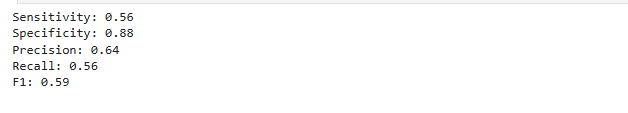 Sensitivity: 0.56
Specificity: 0.88
Precision: 0.64
Recall: 0.56
F1: 0.59